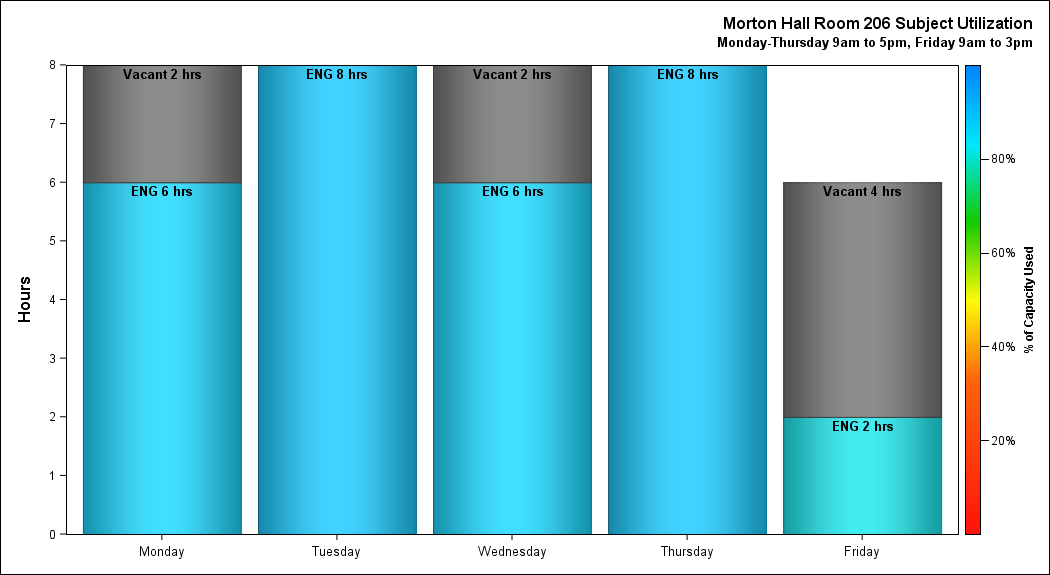 Morton Hall Room 206 Subject Utilization
Monday-Thursday 9am to 5pm, Friday 9am to 3pm
Hours
8
7
6
5
4
3
2
1
0
Vacant 2 hrs
ENG 6 hrs
ENG 8 hrs
Vacant 2 hrs
ENG 6 hrs
ENG 8 hrs
Vacant 4 hrs
ENG 2 hrs
Monday
Tuesday
Wednesday
Thursday
Friday
80%
60%
40%
20%
% of Capacity Used